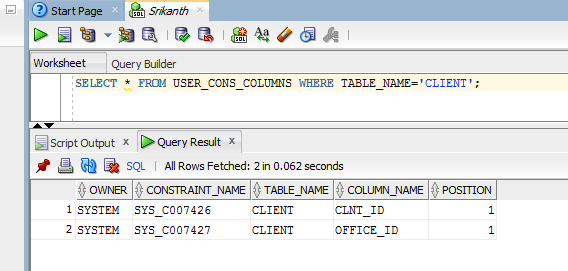 Start Page
Srikanth
Worksheet Query Builder
SELECT * FROM USER_CONS_COLUMNS WHERE TABLE_NAME='CLIENT';
Script Output x Query Result x
SQL | All Rows Fetched: 2 in 0.062 seconds
OWNER CONSTRAINT_NAME TABLE_NAME COLUMN_NAME POSITION
1 SYSTEM SYS_C007426 CLIENT CLNT_ID 1
2 SYSTEM SYS_C007427 CLIENT OFFICE_ID 1